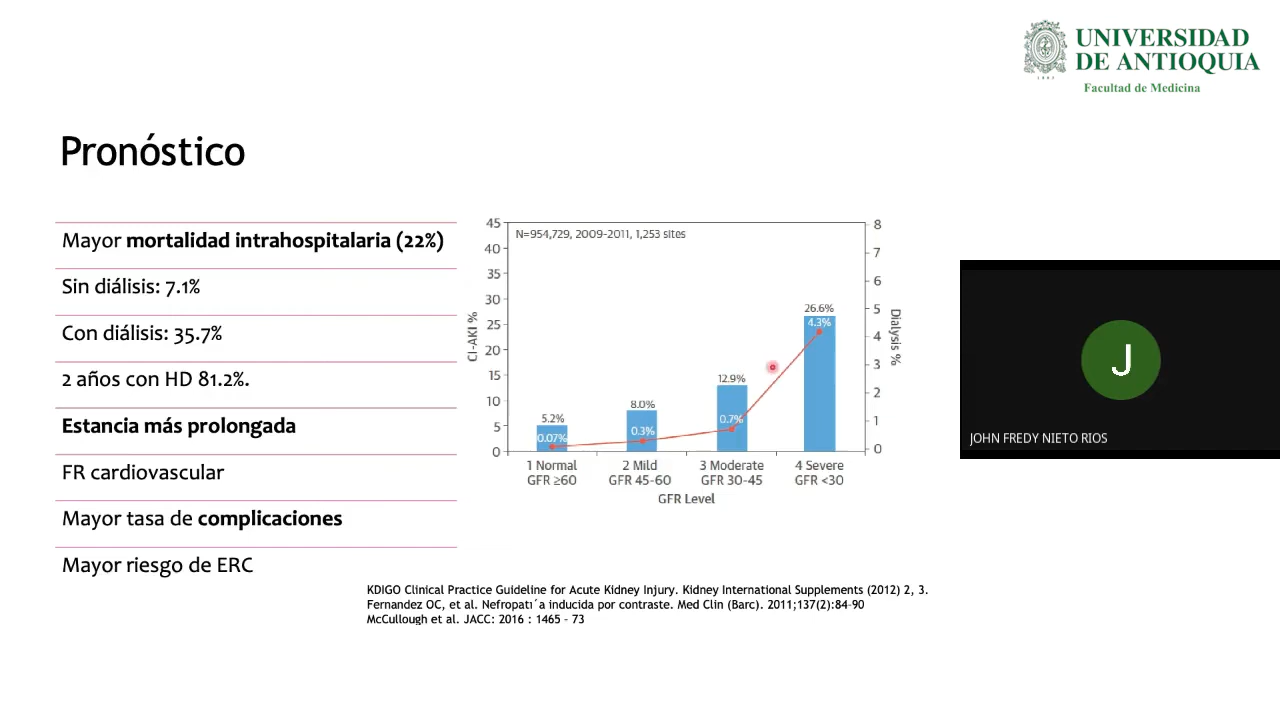 UNIVERSIDAD
DE ANTIOQUIA
Facultad de Medicina
Pronóstico
Mayor mortalidad intrahospitalaria (22%)
Sin diálisis: 7.1%
Con diálisis: 35.7%
2 años con HD 81.2%.
Estancia más prolongada
FR cardiovascular
Mayor tasa de complicaciones
Mayor riesgo de ERC
N=954,729, 2009-2011, 1,253 sites
CI-AKI %
45
40
35
30
25
20
15
10
5
0
5.2%
0.07%
8.0%
0.3%
12.9%
0.7%
26.6%
4.3%
8
7
6
5
4
3
2
1
0
Dialysis %
1 Normal
GFR ≥60
2 Mild
GFR 45-60
3 Moderate
GFR 30-45
4 Severe
GFR <30
GFR Level
KDIGO Clinical Practice Guideline for Acute Kidney Injury. Kidney International Supplements (2012) 2, 3.
Fernandez OC, et al. Nefropatı´a inducida por contraste. Med Clin (Barc). 2011;137(2):84–90
McCullough et al. JACC: 2016 : 1465 – 73
J
JOHN FREDY NIETO RIOS